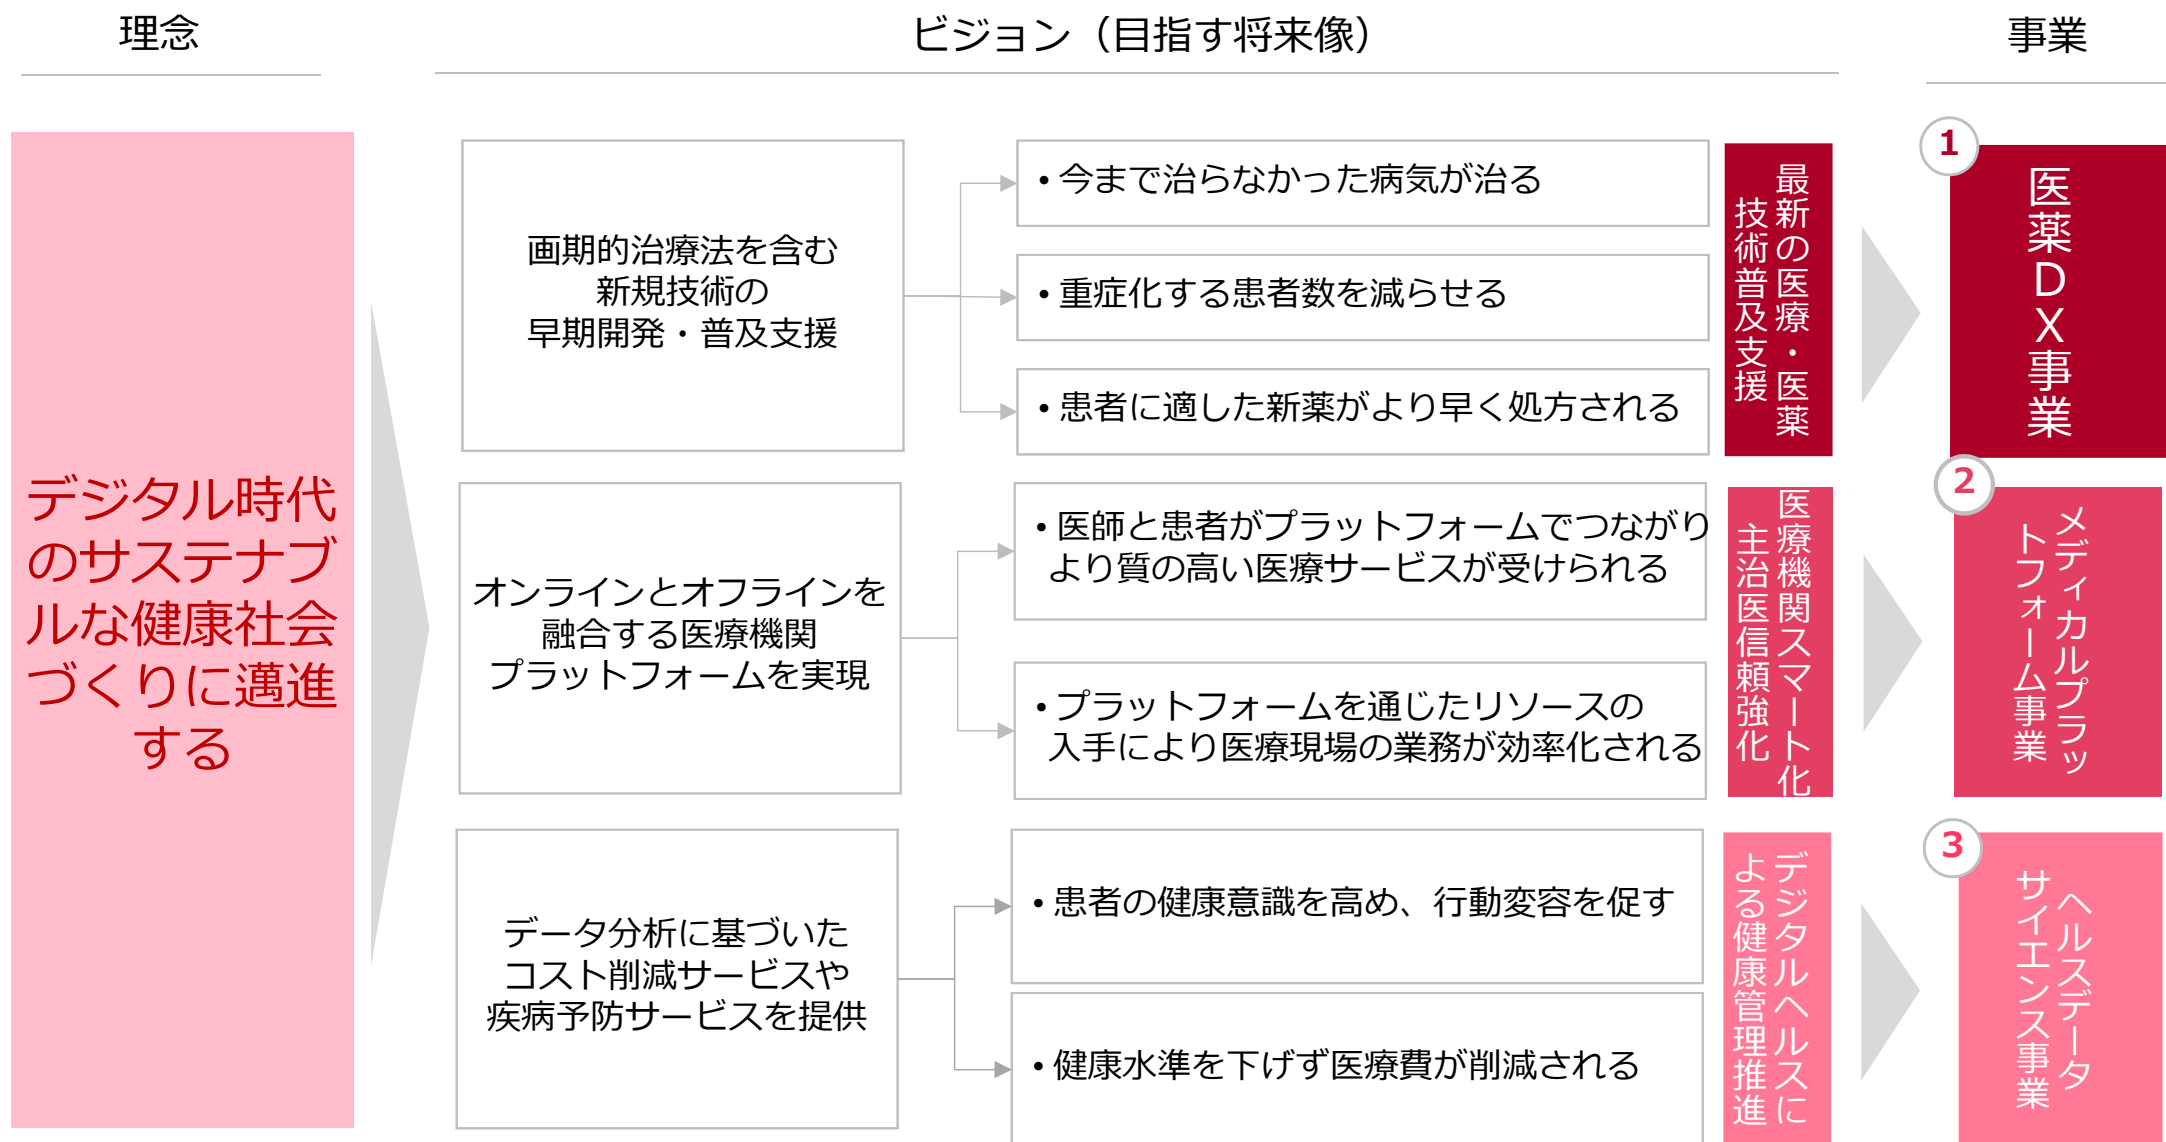 理念
ビジョン（目指す将来像）
事業
デジタル時代
のサステナブ
ルな健康社会
づくりに邁進
する
画期的治療法を含む
新規技術の
早期開発・普及支援
• 今まで治らなかった病気が治る
• 重症化する患者数を減らせる
• 患者に適した新薬がより早く処方される
最新の医療・医薬
技術普及支援
1
医薬ＤＸ事業
オンラインとオフラインを
融合する医療機関
プラットフォームを実現
• 医師と患者がプラットフォームでつながり
より質の高い医療サービスが受けられる
• プラットフォームを通じたリソースの
入手により医療現場の業務が効率化される
医療機関スマート化
主治医信頼強化
2
メディカルプラッ
トフォーム事業
データ分析に基づいた
コスト削減サービスや
疾病予防サービスを提供
• 患者の健康意識を高め、行動変容を促す
• 健康水準を下げず医療費が削減される
デジタルヘルスに
よる健康管理推進
3
ヘルスデータ
サイエンス事業